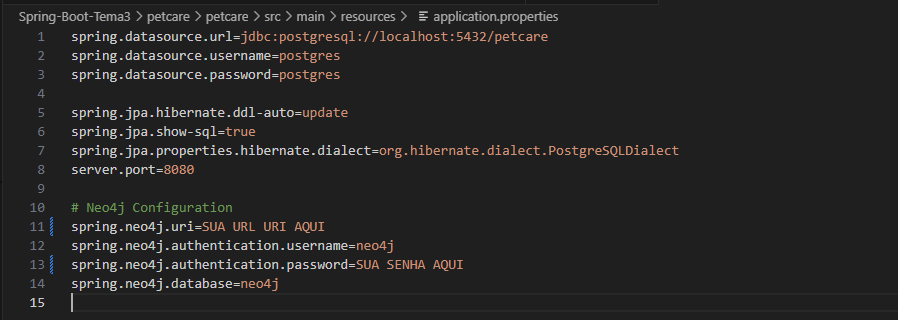 Spring-Boot-Tema3 > petcare > petcare > src > main > resources > application.properties
1 spring.datasource.url=jdbc:postgresql://localhost:5432/petcare
2 spring.datasource.username=postgres
3 spring.datasource.password=postgres
4
5 spring.jpa.hibernate.ddl-auto=update
6 spring.jpa.show-sql=true
7 spring.jpa.properties.hibernate.dialect=org.hibernate.dialect.PostgreSQLDialect
8 server.port=8080
9
10 # Neo4j Configuration
11 spring.neo4j.uri=SUA URL URI AQUI
12 spring.neo4j.authentication.username=neo4j
13 spring.neo4j.authentication.password=SUA SENHA AQUI
14 spring.neo4j.database=neo4j
15